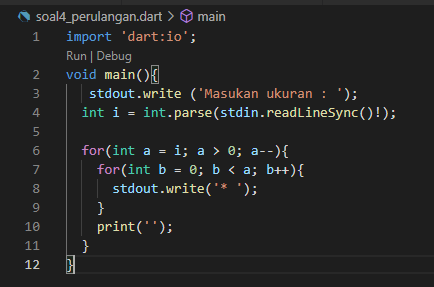 soal4_perulangan.dart > main
1 import 'dart:io';
Run | Debug
2 void main(){
3 stdout.write ('Masukan ukuran : ');
4 int i = int.parse(stdin.readLineSync()!);
5
6 for(int a = i; a > 0; a--){
7 for(int b = 0; b < a; b++){
8 stdout.write('* ');
9 }
10 print('');
11 }
12 }